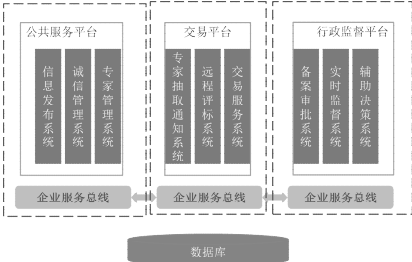 公共服务平台
信息发布系统
诚信管理系统
专家管理系统
企业服务总线
交易平台
专家抽取通知系统
远程评标系统
交易服务系统
企业服务总线
行政监督平台
备案审批系统
实时监督系统
辅助决策系统
企业服务总线
数据库